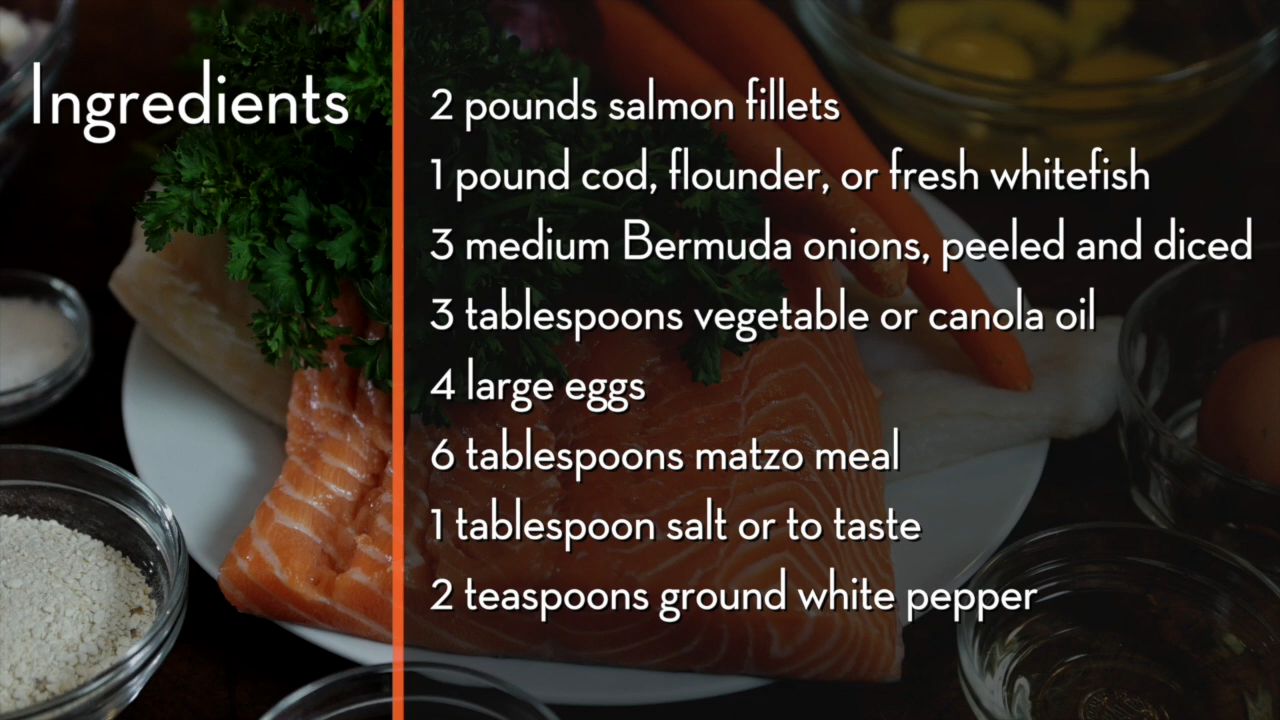 Ingredients
2 pounds salmon fillets
1 pound cod, flounder, or fresh whitefish
3 medium Bermuda onions, peeled and diced
3 tablespoons vegetable or canola oil
4 large eggs
6 tablespoons matzo meal
1 tablespoon salt or to taste
2 teaspoons ground white pepper